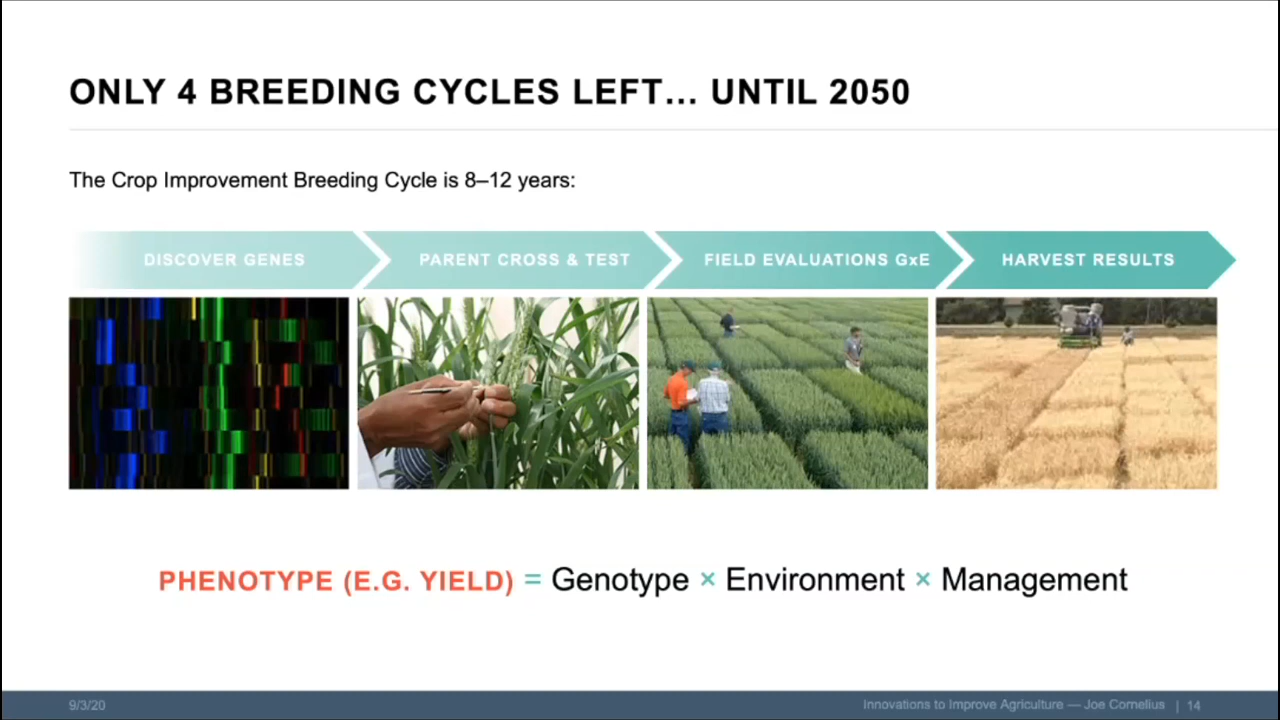 ONLY 4 BREEDING CYCLES LEFT... UNTIL 2050
The Crop Improvement Breeding Cycle is 8–12 years:
DISCOVER GENES
PARENT CROSS & TEST
FIELD EVALUATIONS GxE
HARVEST RESULTS
PHENOTYPE (E.G. YIELD) = Genotype × Environment × Management
9/3/20
Innovations to Improve Agriculture — Joe Cornelius | 14